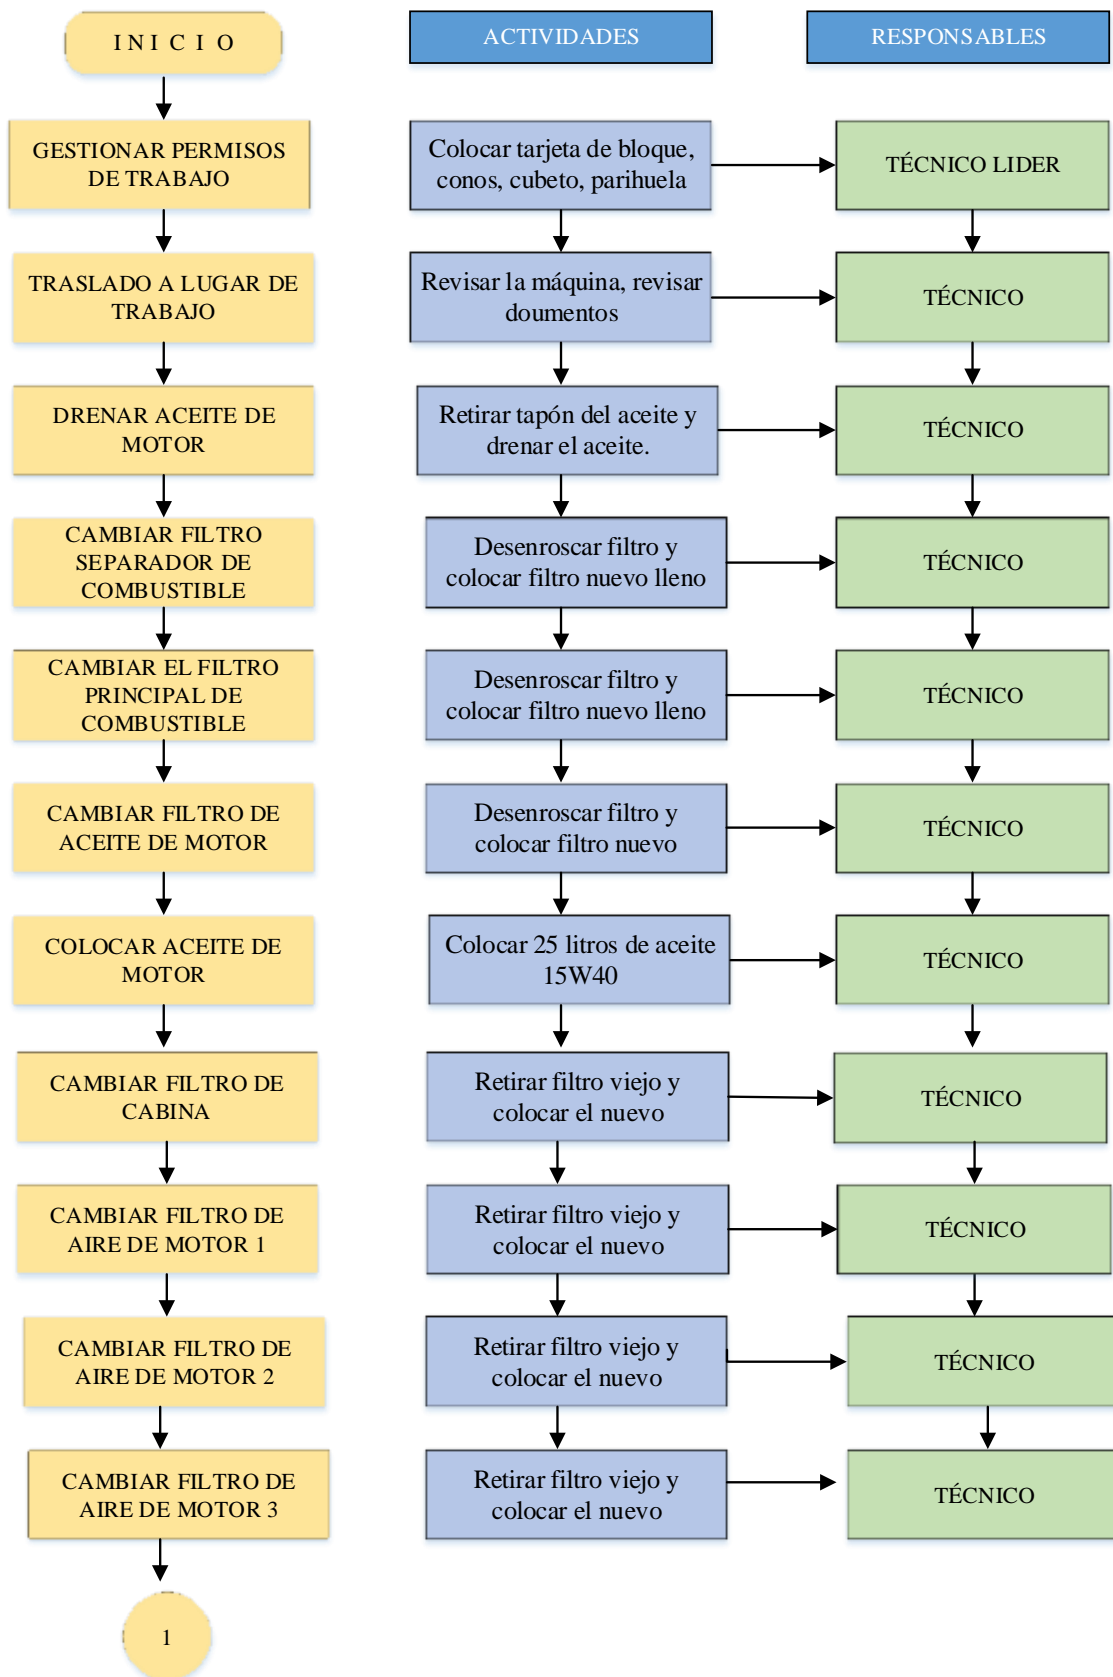 I N I C I O
ACTIVIDADES
RESPONSABLES
GESTIONAR PERMISOS
DE TRABAJO
Colocar tarjeta de bloque,
conos, cubeto, parihuela
TÉCNICO LIDER
TRASLADO A LUGAR DE
TRABAJO
Revisar la máquina, revisar
doumentos
TÉCNICO
DRENAR ACEITE DE
MOTOR
Retirar tapón del aceite y
drenar el aceite.
TÉCNICO
CAMBIAR FILTRO
SEPARADOR DE
COMBUSTIBLE
Desenroscar filtro y
colocar filtro nuevo lleno
TÉCNICO
CAMBIAR EL FILTRO
PRINCIPAL DE
COMBUSTIBLE
Desenroscar filtro y
colocar filtro nuevo lleno
TÉCNICO
CAMBIAR FILTRO DE
ACEITE DE MOTOR
Desenroscar filtro y
colocar filtro nuevo
TÉCNICO
COLOCAR ACEITE DE
MOTOR
Colocar 25 litros de aceite
15W40
TÉCNICO
CAMBIAR FILTRO DE
CABINA
Retirar filtro viejo y
colocar el nuevo
TÉCNICO
CAMBIAR FILTRO DE
AIRE DE MOTOR 1
Retirar filtro viejo y
colocar el nuevo
TÉCNICO
CAMBIAR FILTRO DE
AIRE DE MOTOR 2
Retirar filtro viejo y
colocar el nuevo
TÉCNICO
CAMBIAR FILTRO DE
AIRE DE MOTOR 3
Retirar filtro viejo y
colocar el nuevo
TÉCNICO
1